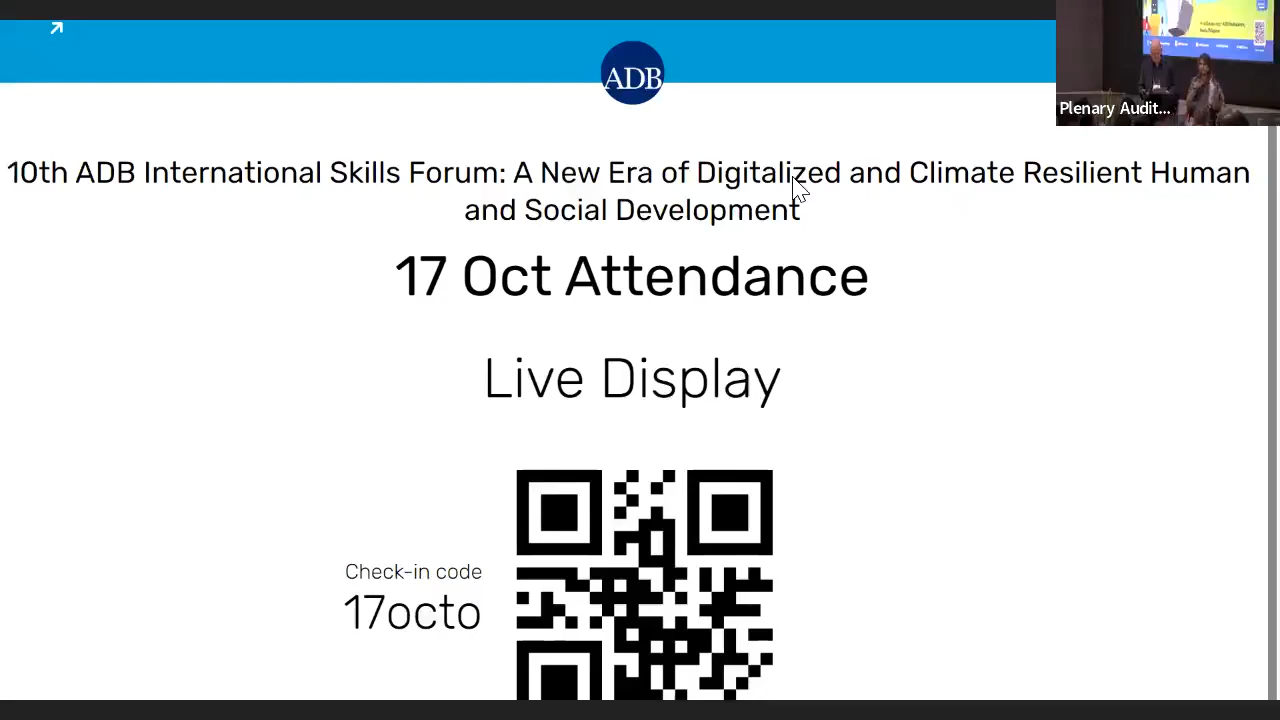 ADB
Plenary Audit...
10th ADB International Skills Forum: A New Era of Digitalized and Climate Resilient Human
and Social Development
17 Oct Attendance
Live Display
Check-in code
17octo